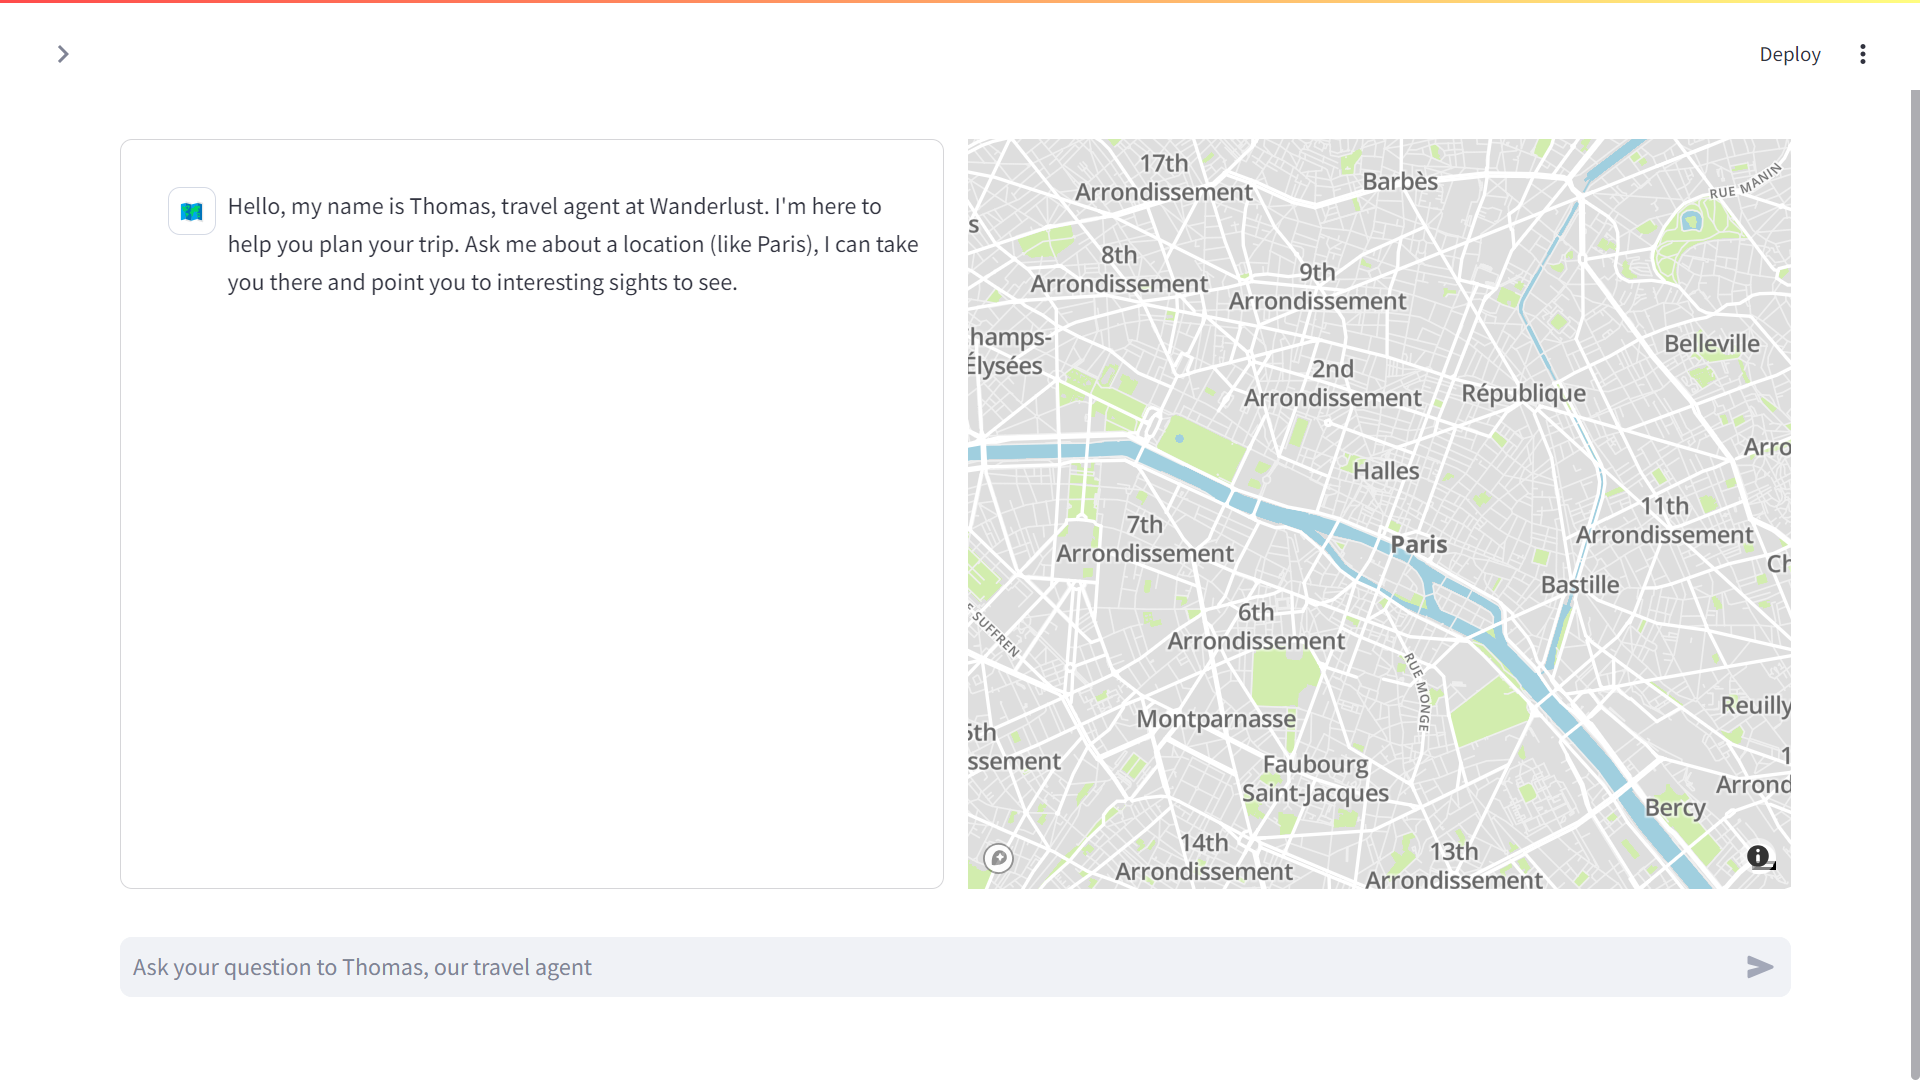 Deploy
Hello, my name is Thomas, travel agent at Wanderlust. I'm here to
help you plan your trip. Ask me about a location (like Paris), I can take
you there and point you to interesting sights to see.
17th
Arrondissement
Barbès
RUE MANIN
s
8th
Arrondissement
9th
Arrondissement
hamps-
Élysées
Belleville
2nd
Arrondissement
République
Arro
Halles
11th
Arrondissement
7th
Arrondissement
Paris
Ch
Bastille
SUFFREN
6th
Arrondissement
RUE MONGE
Reuilly
Montparnasse
5th
ssement
1
Arrond
Faubourg
Saint-Jacques
Bercy
14th
Arrondissement
13th
Arrondissement
Ask your question to Thomas, our travel agent